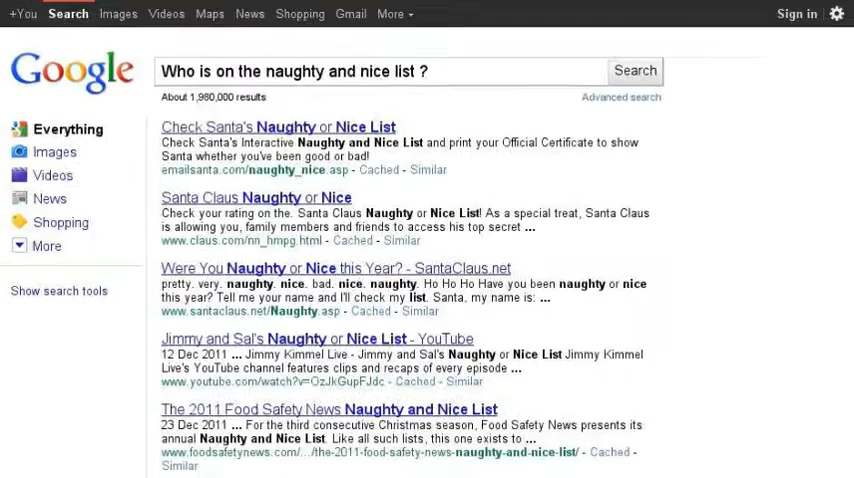 +You Search Images Videos Maps News Shopping Gmail More Sign in
Google
Who is on the naughty and nice list ? Search
About 1,980,000 results Advanced search
Everything
Images
Videos
News
Shopping
More
Show search tools
Check Santa's Naughty or Nice List
Check Santa's Interactive Naughty and Nice List and print your Official Certificate to show
Santa whether you've been good or bad!
emailsanta.com/naughty_nice.asp - Cached - Similar
Santa Claus Naughty or Nice
Check your rating on the. Santa Claus Naughty or Nice List! As a special treat, Santa Claus
is allowing you, family members and friends to access his top secret ...
www.claus.com/nn_hmpg.html - Cached - Similar
Were You Naughty or Nice this Year? - SantaClaus.net
pretty. very. naughty. nice. bad. nice. naughty. Ho Ho Ho Have you been naughty or nice
this year? Tell me your name and I'll check my list. Santa, my name is: ...
www.santaclaus.net/Naughty.asp - Cached - Similar
Jimmy and Sal's Naughty or Nice List - YouTube
12 Dec 2011 ... Jimmy Kimmel Live - Jimmy and Sal's Naughty or Nice List Jimmy Kimmel
Live's YouTube channel features clips and recaps of every episode ...
www.youtube.com/watch?v=OzJkGupFJdc - Cached - Similar
The 2011 Food Safety News Naughty and Nice List
23 Dec 2011 ... For the third consecutive Christmas season, Food Safety News presents its
annual Naughty and Nice List. Like all such lists, this one exists to ...
www.foodsafetynews.com/.../the-2011-food-safety-news-naughty-and-nice-list/ - Cached -
Similar